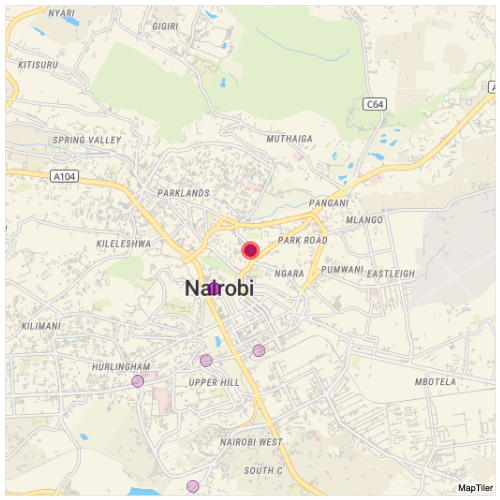 NYARI
GIGIRI
KITISURU
A
C64
SPRING VALLEY
MUTHAIGA
A104
PARKLANDS
PANGANI
MLANGO
KILELESHWA
PARK ROAD
NGARA
PUMWANI
EASTLEIGH
Nairobi
KILIMANI
HURLINGHAM
UPPER HILL
MBOTELA
NAIROBI WEST
SOUTH C
MapTiler